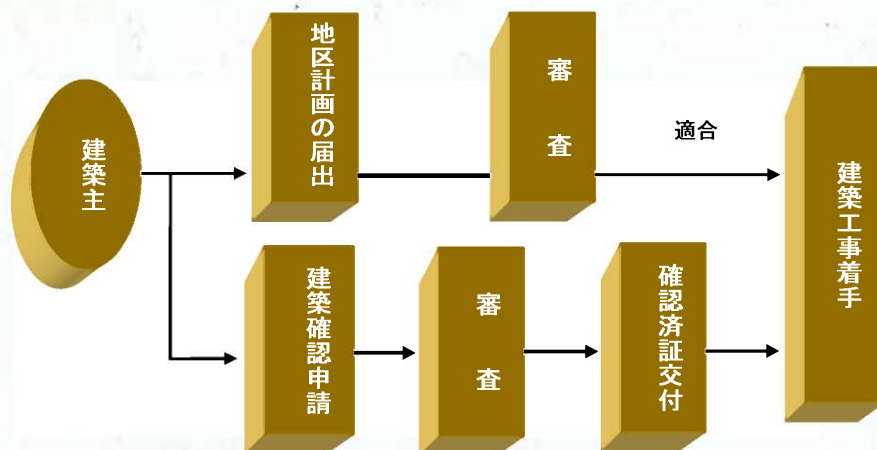 建築主
地区計画の届出
審査
適合
建築確認申請
審査
確認済証交付
建築工事着手